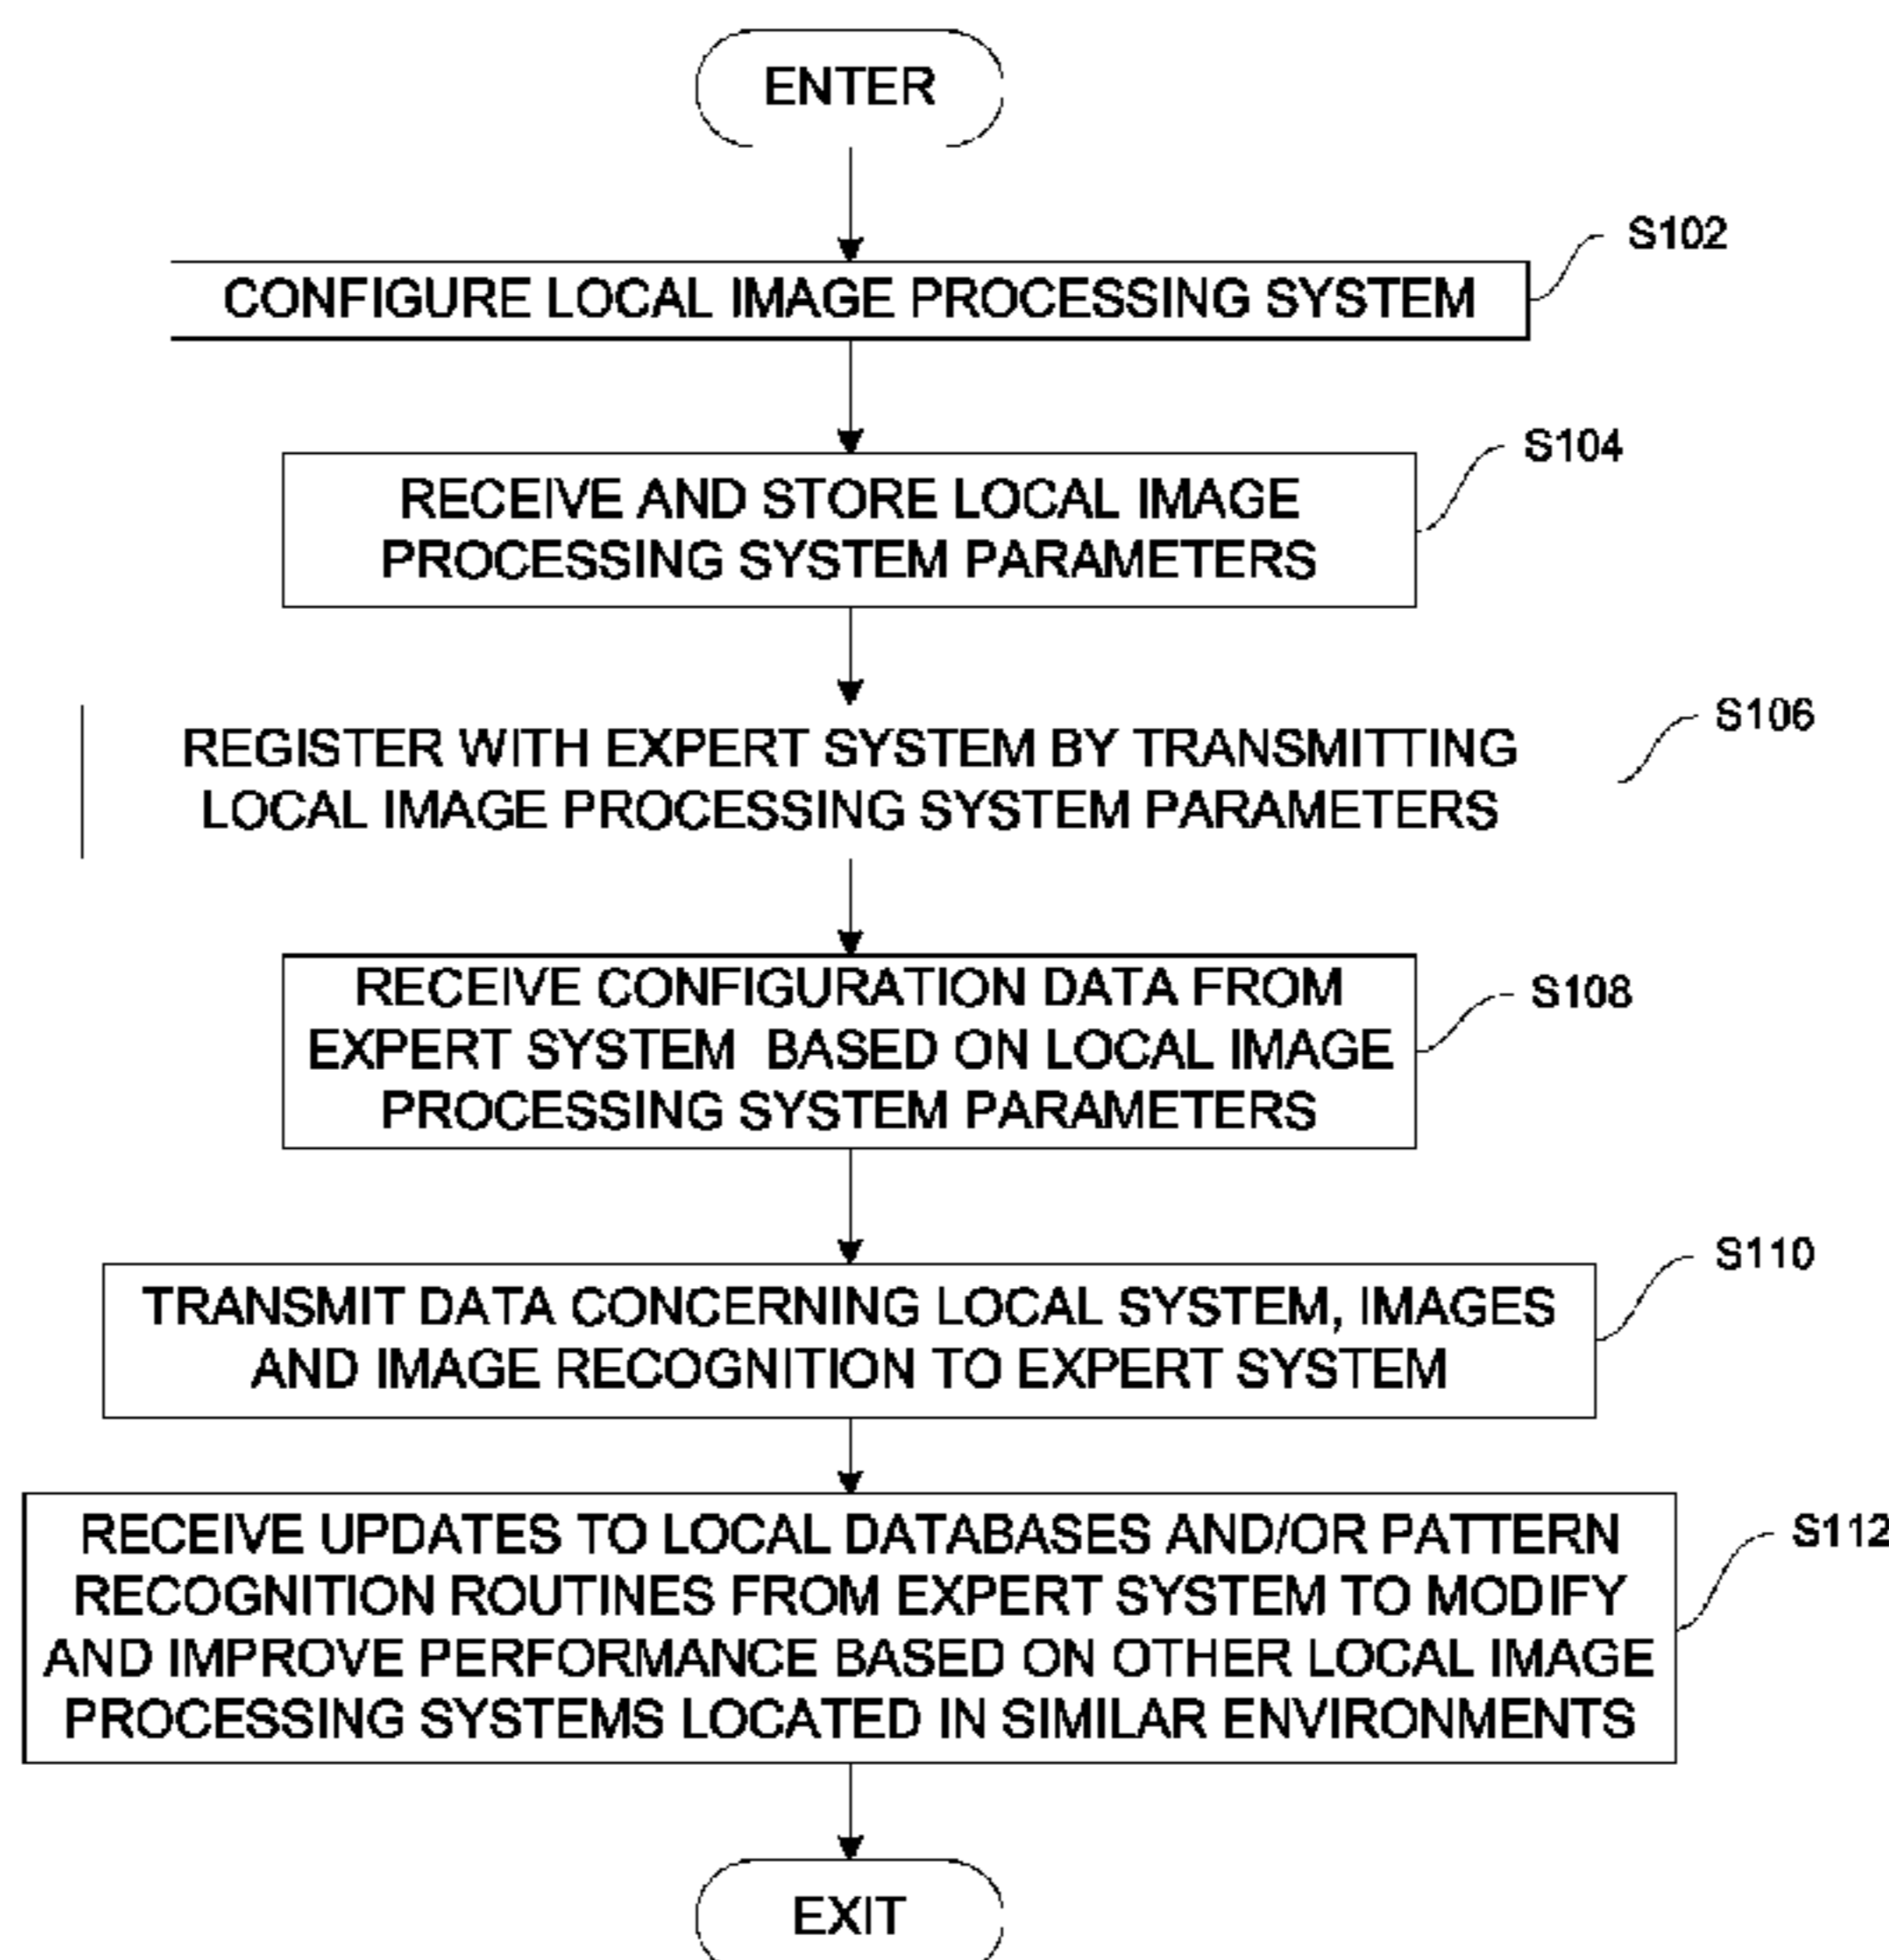 ENTER
S102
CONFIGURE LOCAL IMAGE PROCESSING SYSTEM
S104
RECEIVE AND STORE LOCAL IMAGE
PROCESSING SYSTEM PARAMETERS
S106
REGISTER WITH EXPERT SYSTEM BY TRANSMITTING
LOCAL IMAGE PROCESSING SYSTEM PARAMETERS
S108
RECEIVE CONFIGURATION DATA FROM
EXPERT SYSTEM BASED ON LOCAL IMAGE
PROCESSING SYSTEM PARAMETERS
S110
TRANSMIT DATA CONCERNING LOCAL SYSTEM, IMAGES
AND IMAGE RECOGNITION TO EXPERT SYSTEM
S112
RECEIVE UPDATES TO LOCAL DATABASES AND/OR PATTERN
RECOGNITION ROUTINES FROM EXPERT SYSTEM TO MODIFY
AND IMPROVE PERFORMANCE BASED ON OTHER LOCAL IMAGE
PROCESSING SYSTEMS LOCATED IN SIMILAR ENVIRONMENTS
EXIT